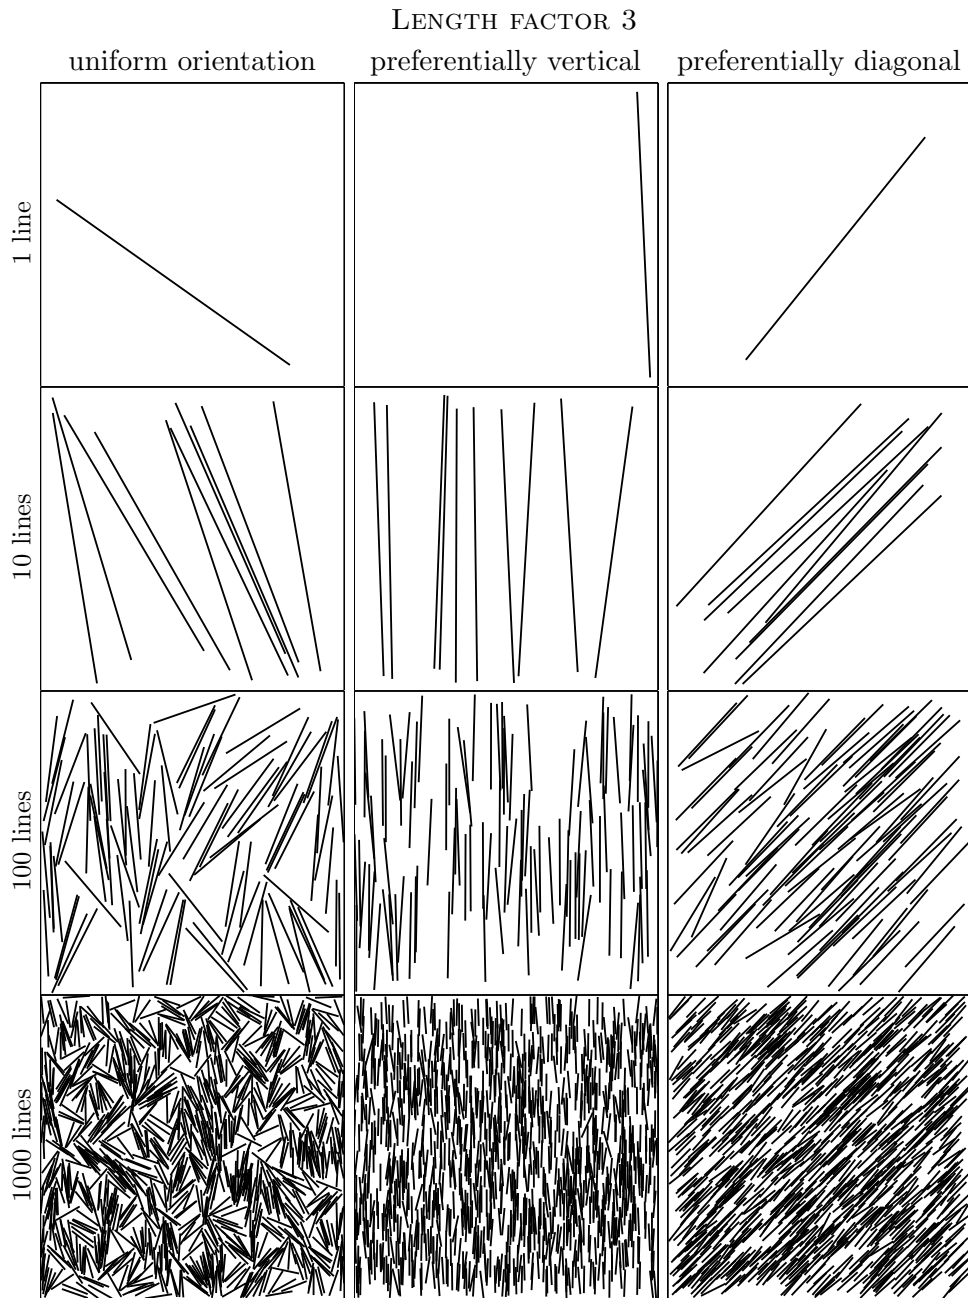 LENGTH FACTOR 3
uniform orientation
preferentially vertical
preferentially diagonal
1 line
10 lines
100 lines
1000 lines